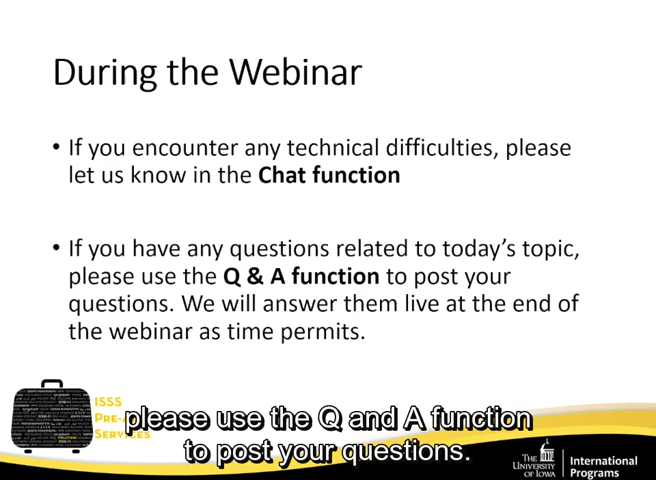 During the Webinar
• If you encounter any technical difficulties, please
let us know in the Chat function
• If you have any questions related to today's topic,
please use the Q & A function to post your
questions. We will answer them live at the end of
the webinar as time permits.
ISSS
SERVICES
please use the Q and A function
to post your questions.
THE
UNIVERSITY
OF IOWA
International
Programs